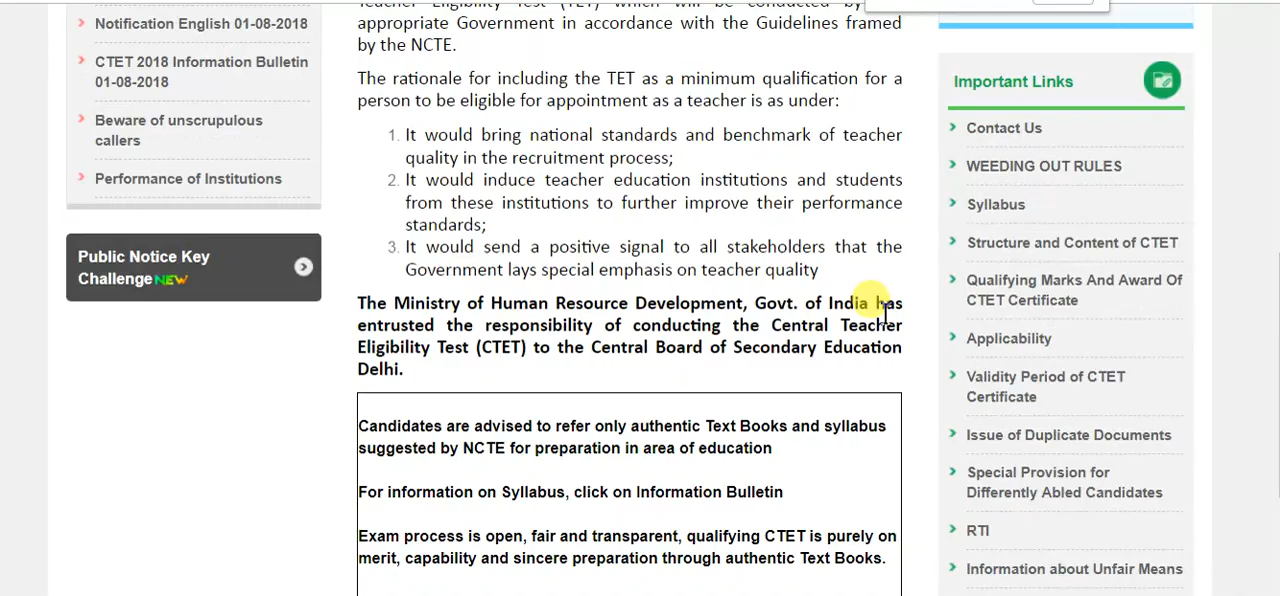 Notification English 01-08-2018
CTET 2018 Information Bulletin
01-08-2018
Beware of unscrupulous
callers
Performance of Institutions
Public Notice Key
Challenge NEW
Teacher Eligibility Test (TET) which will be conducted by
appropriate Government in accordance with the Guidelines framed
by the NCTE.
The rationale for including the TET as a minimum qualification for a
person to be eligible for appointment as a teacher is as under:
1. It would bring national standards and benchmark of teacher
quality in the recruitment process;
2. It would induce teacher education institutions and students
from these institutions to further improve their performance
standards;
3. It would send a positive signal to all stakeholders that the
Government lays special emphasis on teacher quality
The Ministry of Human Resource Development, Govt. of India has
entrusted the responsibility of conducting the Central Teacher
Eligibility Test (CTET) to the Central Board of Secondary Education
Delhi.
Candidates are advised to refer only authentic Text Books and syllabus
suggested by NCTE for preparation in area of education
For information on Syllabus, click on Information Bulletin
Exam process is open, fair and transparent, qualifying CTET is purely on
merit, capability and sincere preparation through authentic Text Books.
Important Links
Contact Us
WEEDING OUT RULES
Syllabus
Structure and Content of CTET
Qualifying Marks And Award Of
CTET Certificate
Applicability
Validity Period of CTET
Certificate
Issue of Duplicate Documents
Special Provision for
Differently Abled Candidates
RTI
Information about Unfair Means